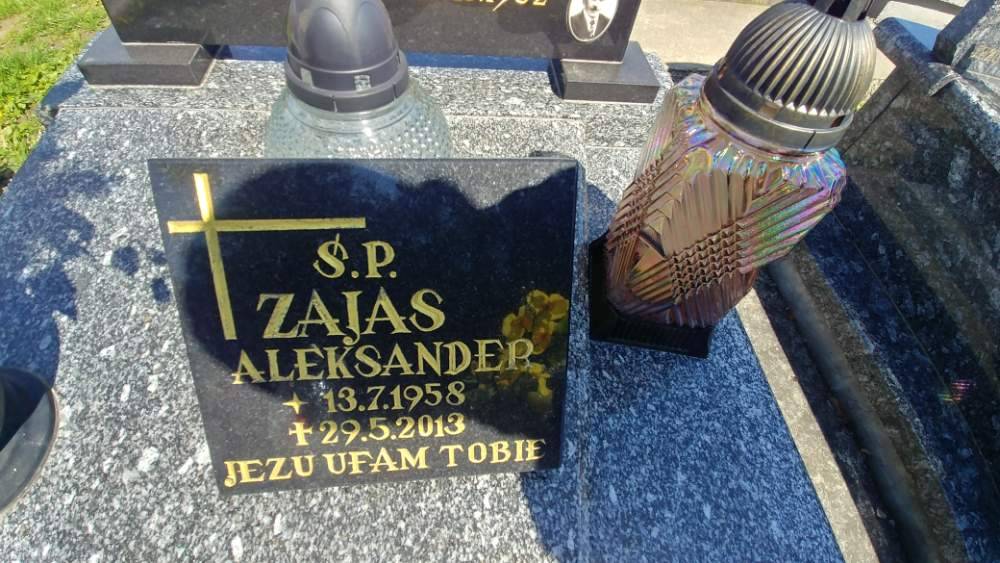 Ś.P.
ZAJAS
ALEKSANDER
13.7.1958
29.5.2013
JEZU UFAM TOBIE